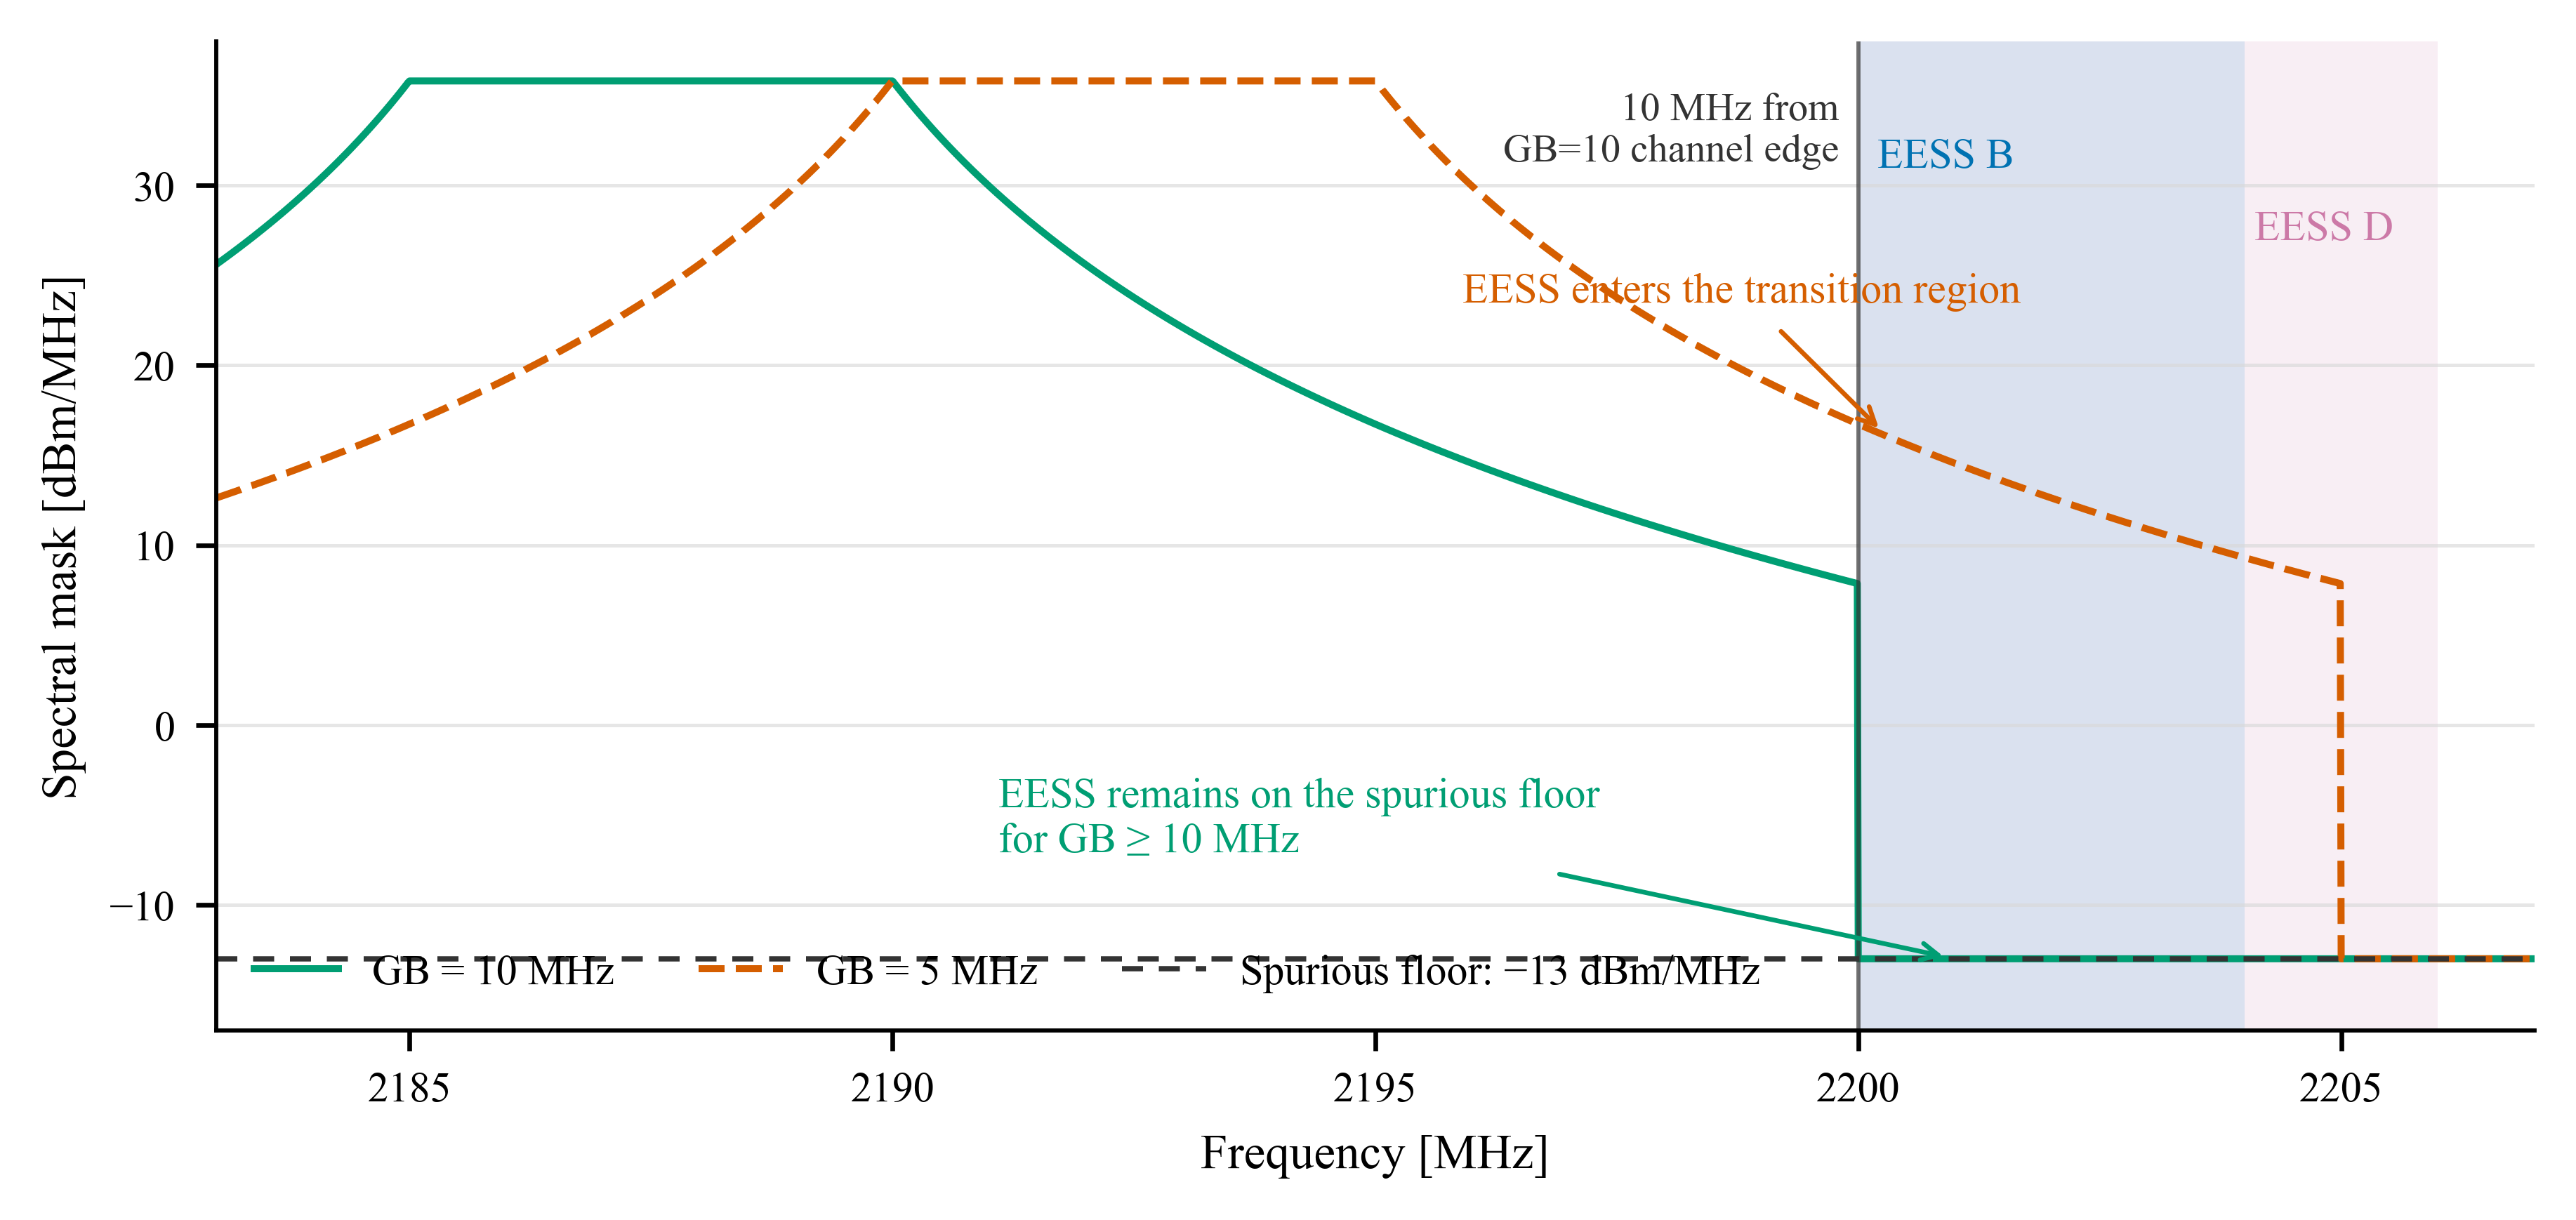 10 MHz from
GB=10 channel edge
EESS B
EESS D
EESS enters the transition region
EESS remains on the spurious floor
for GB ≥ 10 MHz
GB = 10 MHz
GB = 5 MHz
Spurious floor: −13 dBm/MHz
30
20
10
0
−10
Spectral mask [dBm/MHz]
2185
2190
2195
2200
2205
Frequency [MHz]